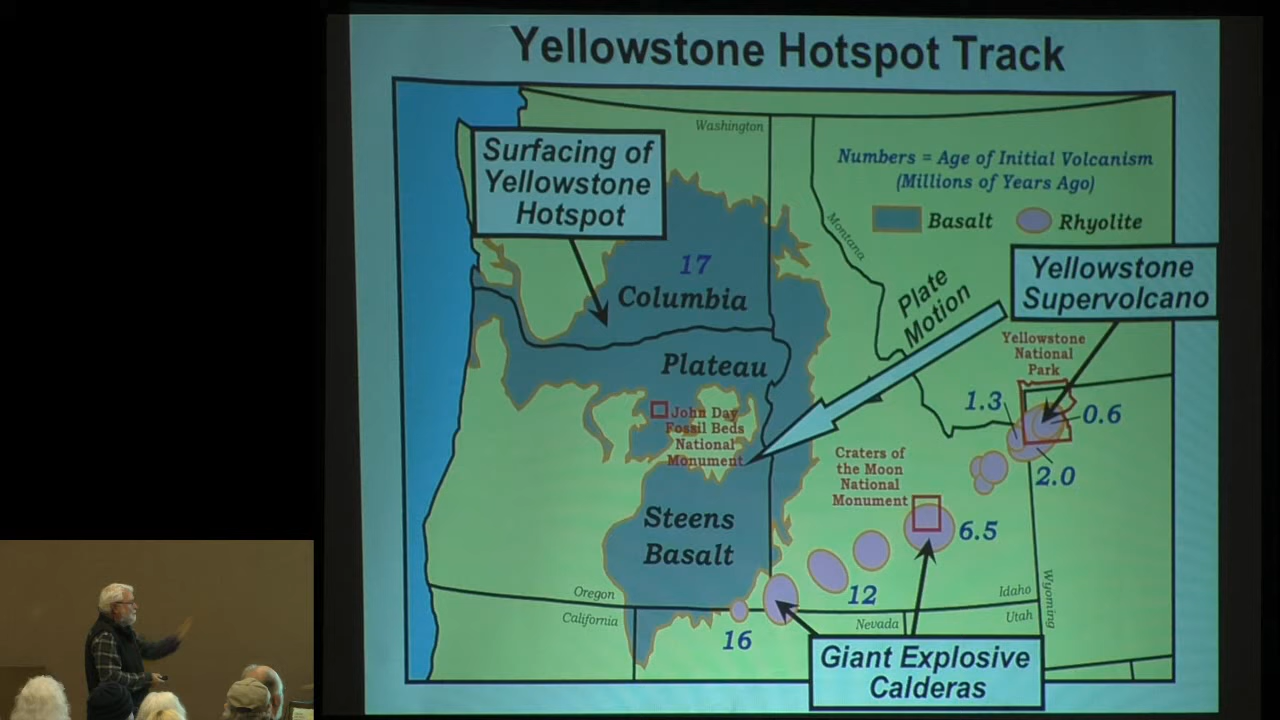 Yellowstone Hotspot Track
Washington
Surfacing of
Yellowstone
Hotspot
Numbers = Age of Initial Volcanism
(Millions of Years Ago)
Basalt
Rhyolite
Montana
17
Columbia
Plateau
Plate
Motion
Yellowstone
Supervolcano
Yellowstone
National
Park
1.3
0.6
2.0
John Day
Fossil Beds
National
Monument
Craters of
the Moon
National
Monument
6.5
Steens
Basalt
12
16
Oregon
California
Nevada
Idaho
Utah
Wyoming
Giant Explosive
Calderas